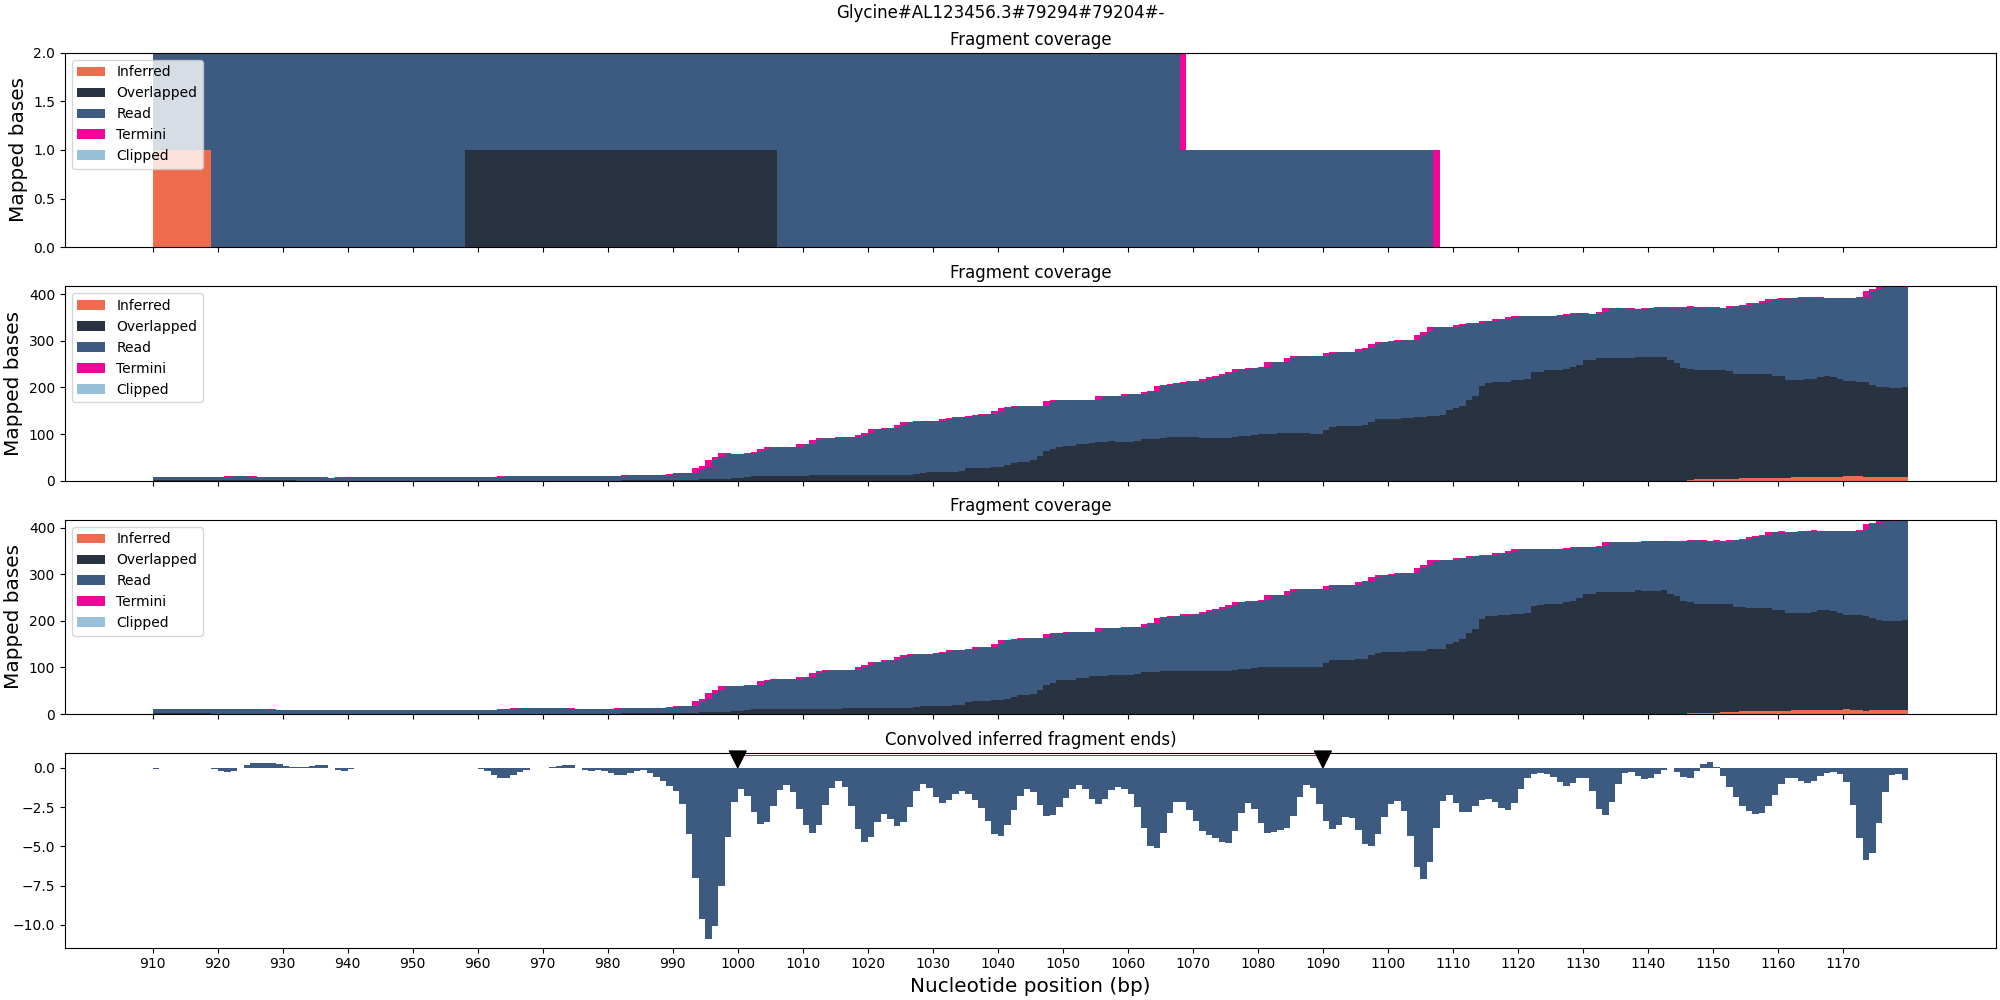 Glycine#AL123456.3#79294#79204#-
Fragment coverage
Mapped bases
2.0
1.5
1.0
0.5
0.0
Inferred
Overlapped
Read
Termini
Clipped
Fragment coverage
Mapped bases
400
300
200
100
0
Inferred
Overlapped
Read
Termini
Clipped
Fragment coverage
Mapped bases
400
300
200
100
0
Inferred
Overlapped
Read
Termini
Clipped
Convolved inferred fragment ends)
0.0
−2.5
−5.0
−7.5
−10.0
910 920 930 940 950 960 970 980 990 1000 1010 1020 1030 1040 1050 1060 1070 1080 1090 1100 1110 1120 1130 1140 1150 1160 1170
Nucleotide position (bp)